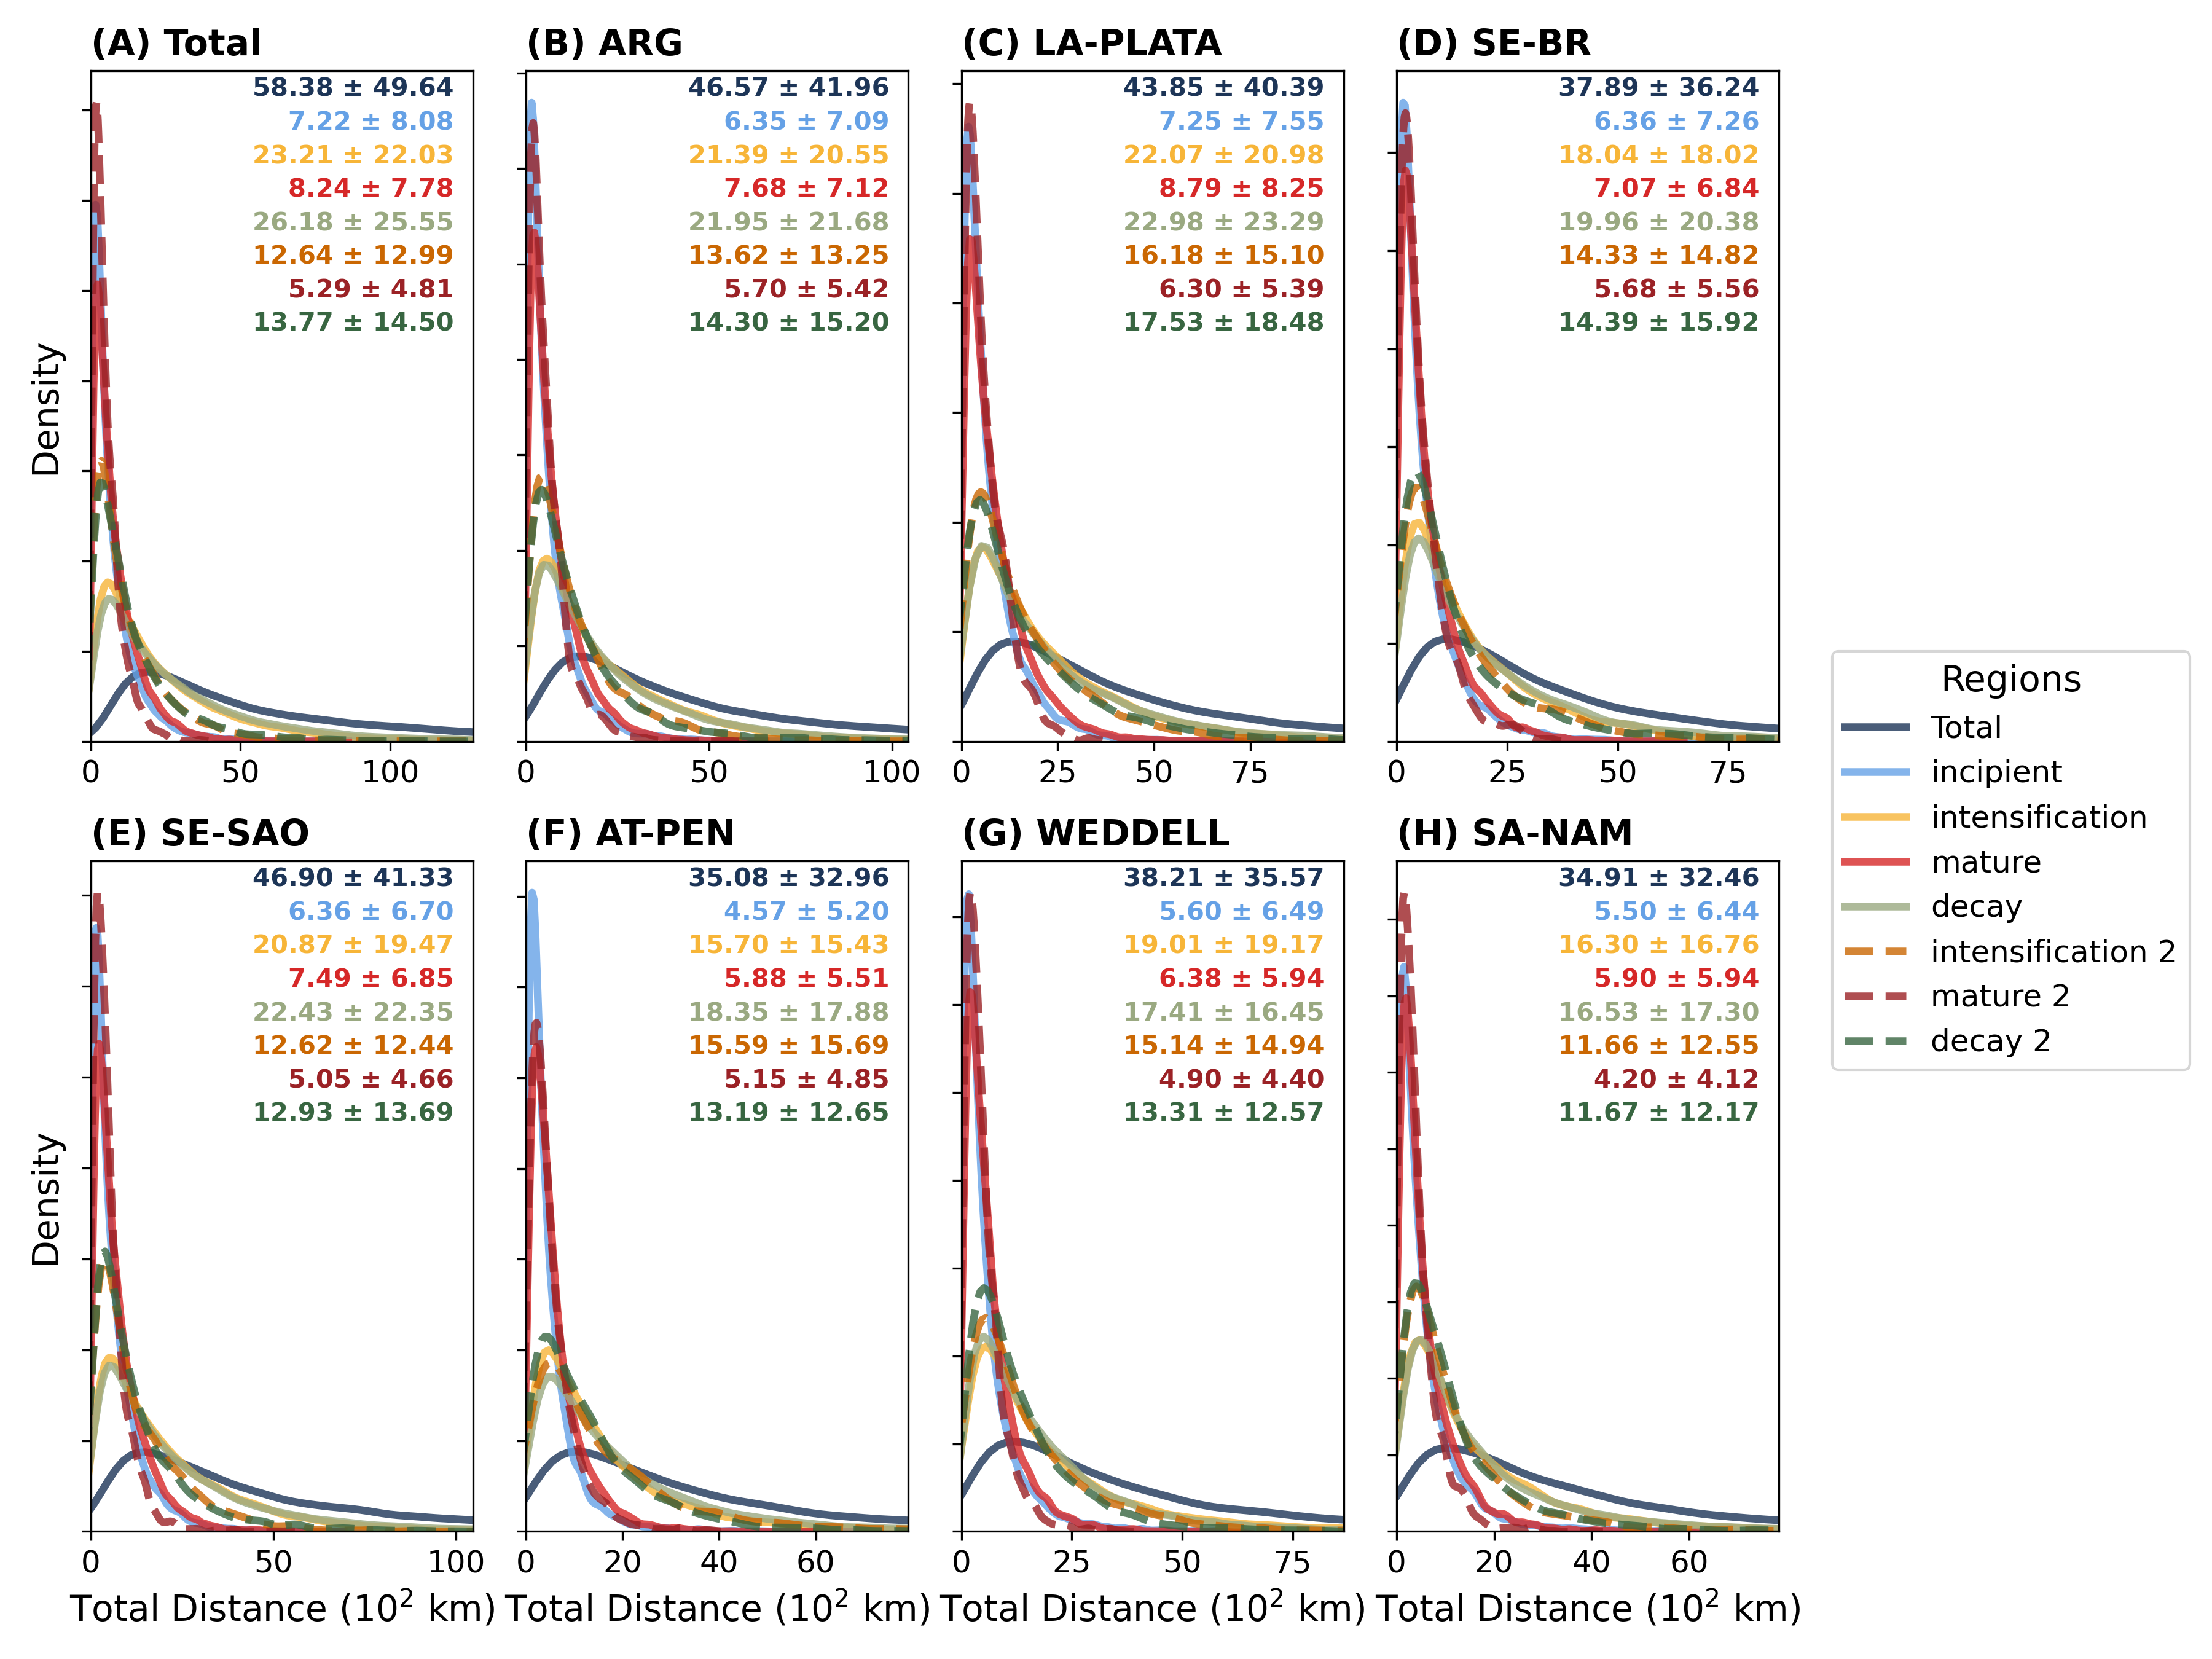 (A) Total
58.38 ± 49.64
7.22 ± 8.08
23.21 ± 22.03
8.24 ± 7.78
26.18 ± 25.55
12.64 ± 12.99
5.29 ± 4.81
13.77 ± 14.50
Density
0 50 100
(B) ARG
46.57 ± 41.96
6.35 ± 7.09
21.39 ± 20.55
7.68 ± 7.12
21.95 ± 21.68
13.62 ± 13.25
5.70 ± 5.42
14.30 ± 15.20
0 50 100
(C) LA-PLATA
43.85 ± 40.39
7.25 ± 7.55
22.07 ± 20.98
8.79 ± 8.25
22.98 ± 23.29
16.18 ± 15.10
6.30 ± 5.39
17.53 ± 18.48
0 25 50 75
(D) SE-BR
37.89 ± 36.24
6.36 ± 7.26
18.04 ± 18.02
7.07 ± 6.84
19.96 ± 20.38
14.33 ± 14.82
5.68 ± 5.56
14.39 ± 15.92
0 25 50 75
(E) SE-SAO
46.90 ± 41.33
6.36 ± 6.70
20.87 ± 19.47
7.49 ± 6.85
22.43 ± 22.35
12.62 ± 12.44
5.05 ± 4.66
12.93 ± 13.69
Density
0 50 100
Total Distance (10² km)
(F) AT-PEN
35.08 ± 32.96
4.57 ± 5.20
15.70 ± 15.43
5.88 ± 5.51
18.35 ± 17.88
15.59 ± 15.69
5.15 ± 4.85
13.19 ± 12.65
0 20 40 60
Total Distance (10² km)
(G) WEDDELL
38.21 ± 35.57
5.60 ± 6.49
19.01 ± 19.17
6.38 ± 5.94
17.41 ± 16.45
15.14 ± 14.94
4.90 ± 4.40
13.31 ± 12.57
0 25 50 75
Total Distance (10² km)
(H) SA-NAM
34.91 ± 32.46
5.50 ± 6.44
16.30 ± 16.76
5.90 ± 5.94
16.53 ± 17.30
11.66 ± 12.55
4.20 ± 4.12
11.67 ± 12.17
0 20 40 60
Total Distance (10² km)
Regions
Total
incipient
intensification
mature
decay
intensification 2
mature 2
decay 2